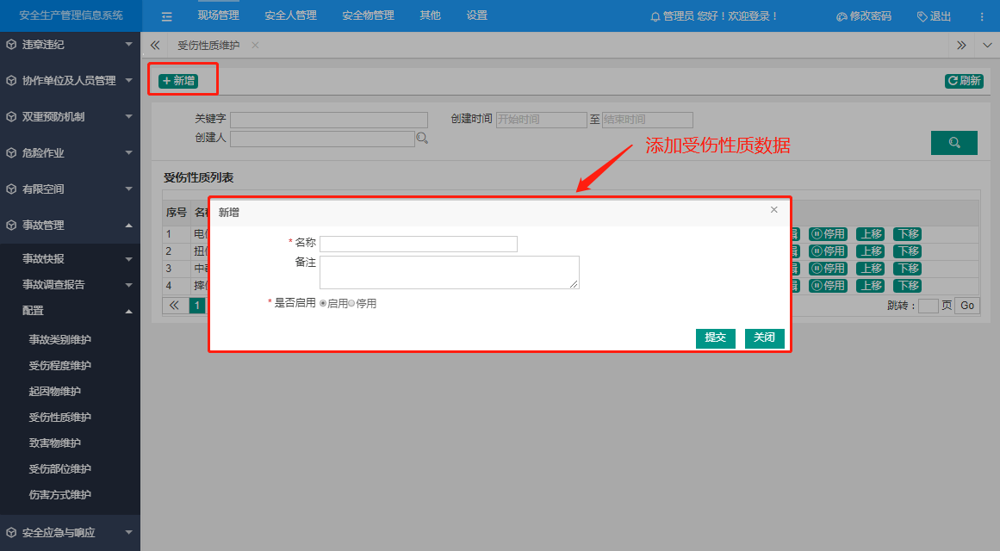 安全生产管理信息系统 现场管理 安全人管理 安全物管理 其他 设置 管理员 您好！欢迎登录！ 修改密码 退出
违章违纪
协作单位及人员管理
双重预防机制
危险作业
有限空间
事故管理
事故快报
事故调查报告
配置
事故类别维护
受伤程度维护
起因物维护
受伤性质维护
致害物维护
受伤部位维护
伤害方式维护
安全应急与响应
受伤性质维护
新增 刷新
关键字 创建时间 开始时间 至 结束时间
创建人
添加受伤性质数据
受伤性质列表
序号
1 停用 上移 下移
2 停用 上移 下移
3 停用 上移 下移
4 停用 上移 下移
1 跳转： 页 Go
新增 ×
* 名称
备注
* 是否启用 启用 停用
提交 关闭